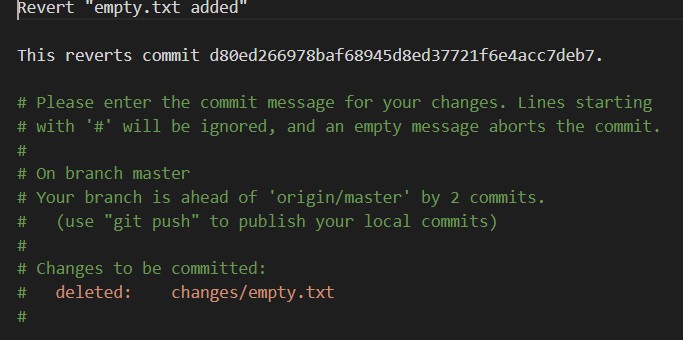 Revert "empty.txt added"
This reverts commit d80ed266978baf68945d8ed37721f6e4acc7deb7.
# Please enter the commit message for your changes. Lines starting
# with '#' will be ignored, and an empty message aborts the commit.
#
# On branch master
# Your branch is ahead of 'origin/master' by 2 commits.
#   (use "git push" to publish your local commits)
#
# Changes to be committed:
#   deleted:    changes/empty.txt
#